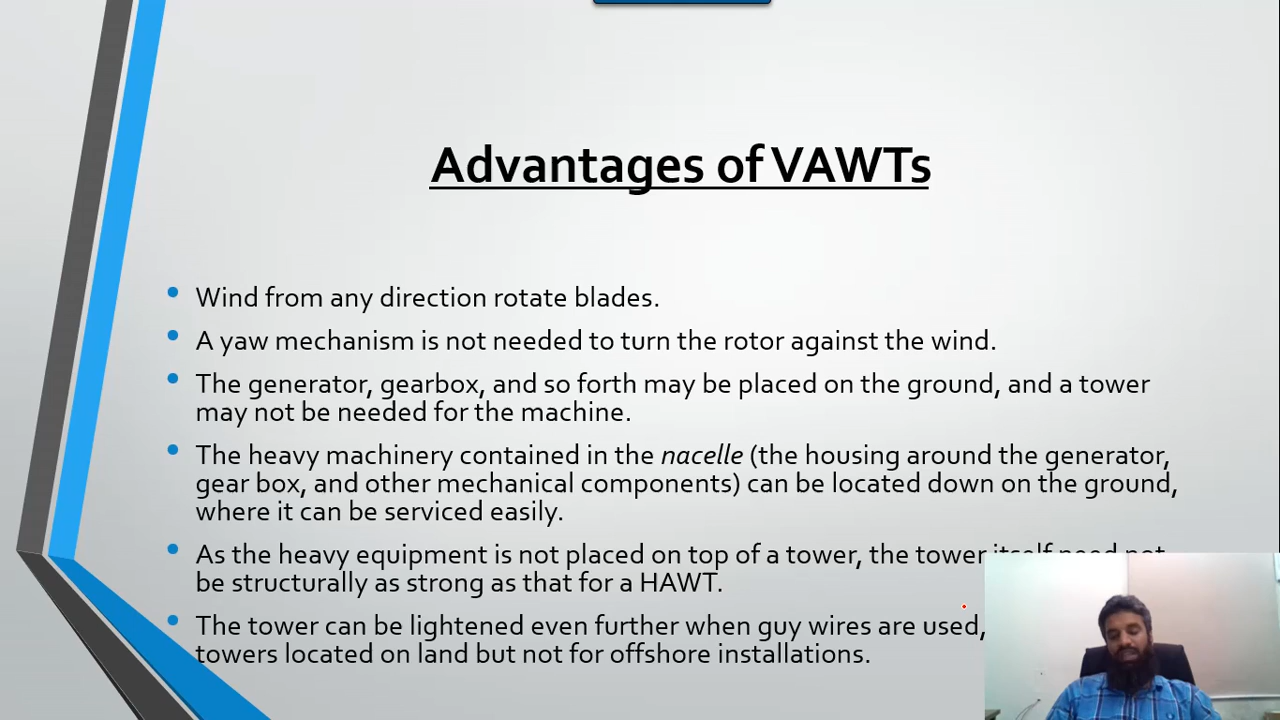 Advantages of VAWTs
• Wind from any direction rotate blades.
• A yaw mechanism is not needed to turn the rotor against the wind.
• The generator, gearbox, and so forth may be placed on the ground, and a tower
may not be needed for the machine.
• The heavy machinery contained in the nacelle (the housing around the generator,
gear box, and other mechanical components) can be located down on the ground,
where it can be serviced easily.
• As the heavy equipment is not placed on top of a tower, the tower itself need not
be structurally as strong as that for a HAWT.
• The tower can be lightened even further when guy wires are used,
towers located on land but not for offshore installations.